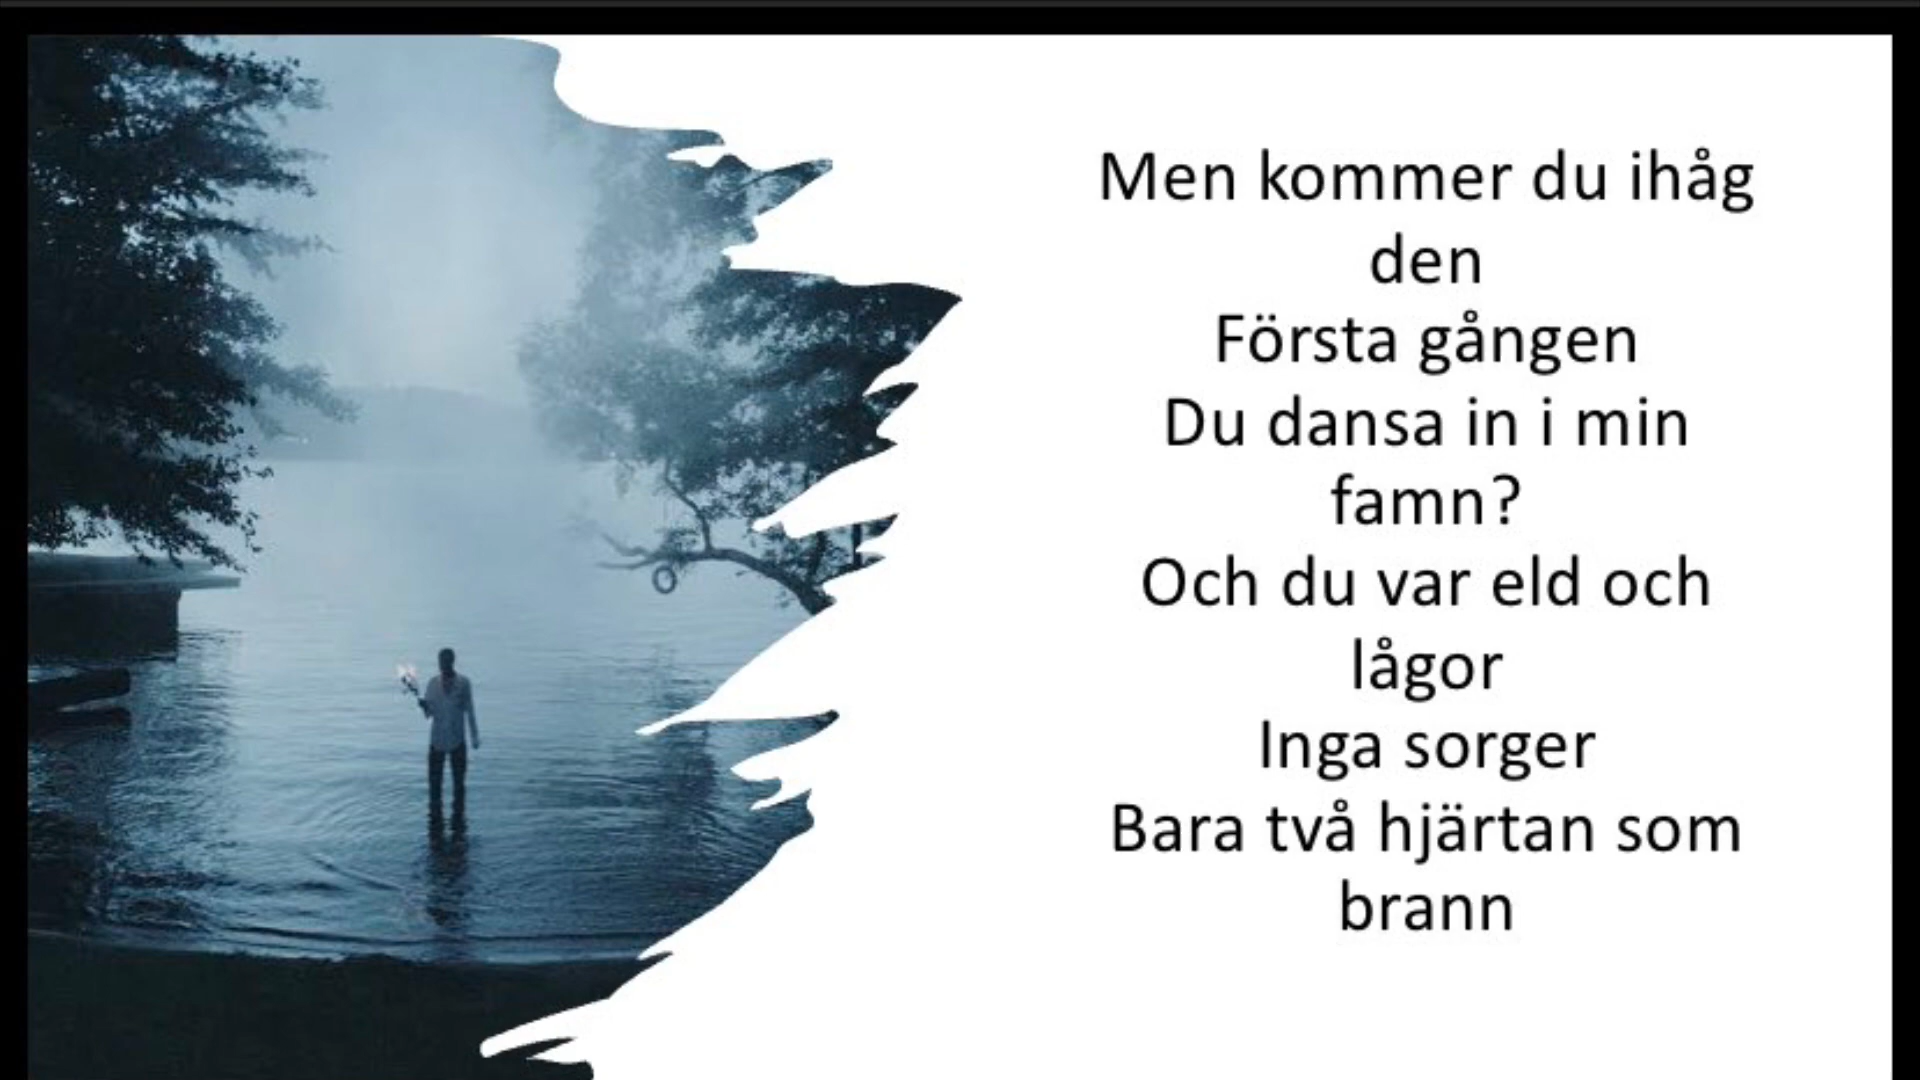 Men kommer du ihåg
den
Första gången
Du dansa in i min
famn?
Och du var eld och
lågor
Inga sorger
Bara två hjärtan som
brann